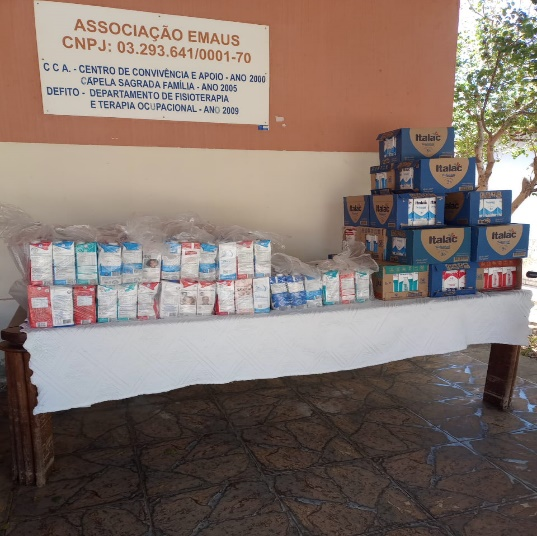 ASSOCIAÇÃO EMAUS
CNPJ: 03.293.641/0001-70
C C A. - CENTRO DE CONVIVÊNCIA E APOIO - ANO 2000
CAPELA SAGRADA FAMÍLIA - ANO 2005
DEFITO - DEPARTAMENTO DE FISIOTERAPIA
E TERAPIA OCUPACIONAL - ANO 2009
Italac
Italac
Italac
Italac
Italac